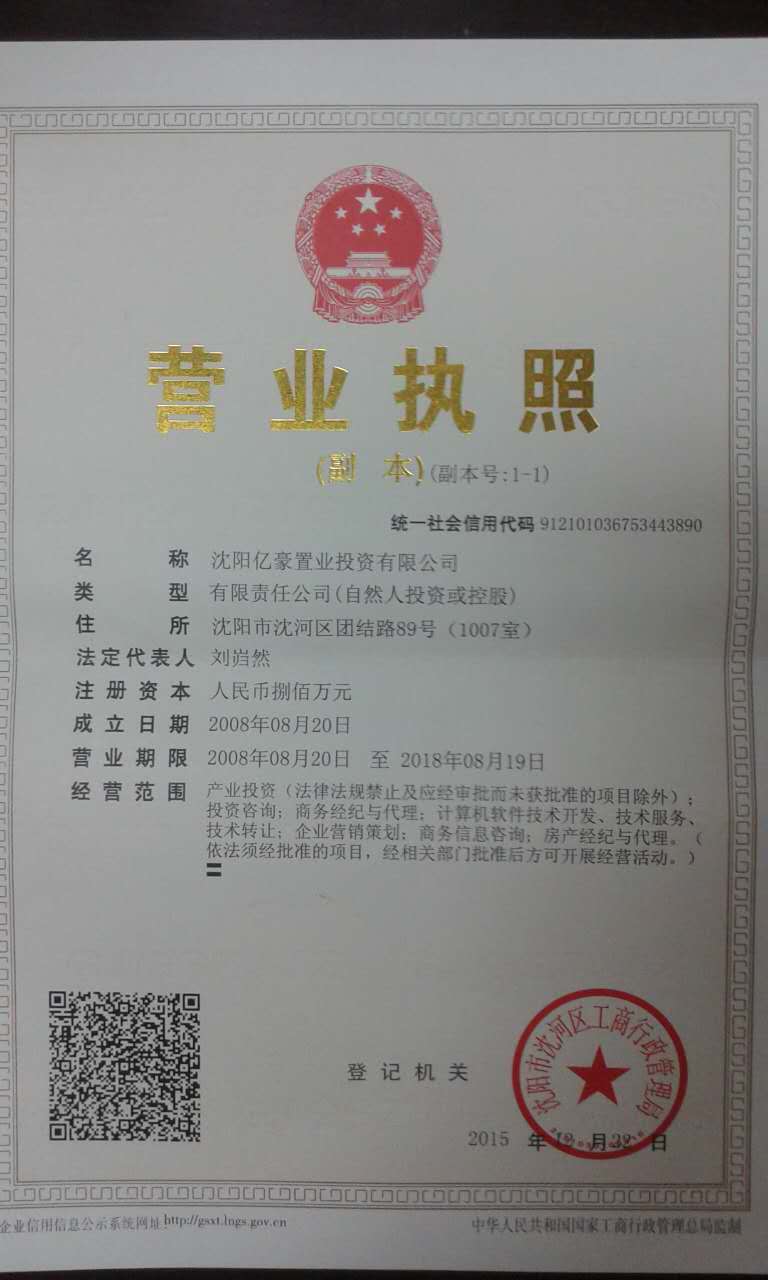 营业执照
(副 本)(副本号:1-1)
统一社会信用代码 912101036753443890
名 称 沈阳亿豪置业投资有限公司
类 型 有限责任公司(自然人投资或控股)
住 所 沈阳市沈河区团结路89号（1007室）
法定代表人 刘岿然
注册资本 人民币捌佰万元
成立日期 2008年08月20日
营业期限 2008年08月20日 至 2018年08月19日
经营范围 产业投资（法律法规禁止及应经审批而未获批准的项目除外）;
投资咨询; 商务经纪与代理; 计算机软件技术开发、技术服务、
技术转让; 企业营销策划; 商务信息咨询; 房产经纪与代理。（
依法须经批准的项目, 经相关部门批准后方可开展经营活动。）
沈阳市沈河区工商行政管理局
登记机关
2015 年 12 月 22 日
企业信用信息公示系统网址: http://gsxt.lngs.gov.cn
中华人民共和国国家工商行政管理总局监制